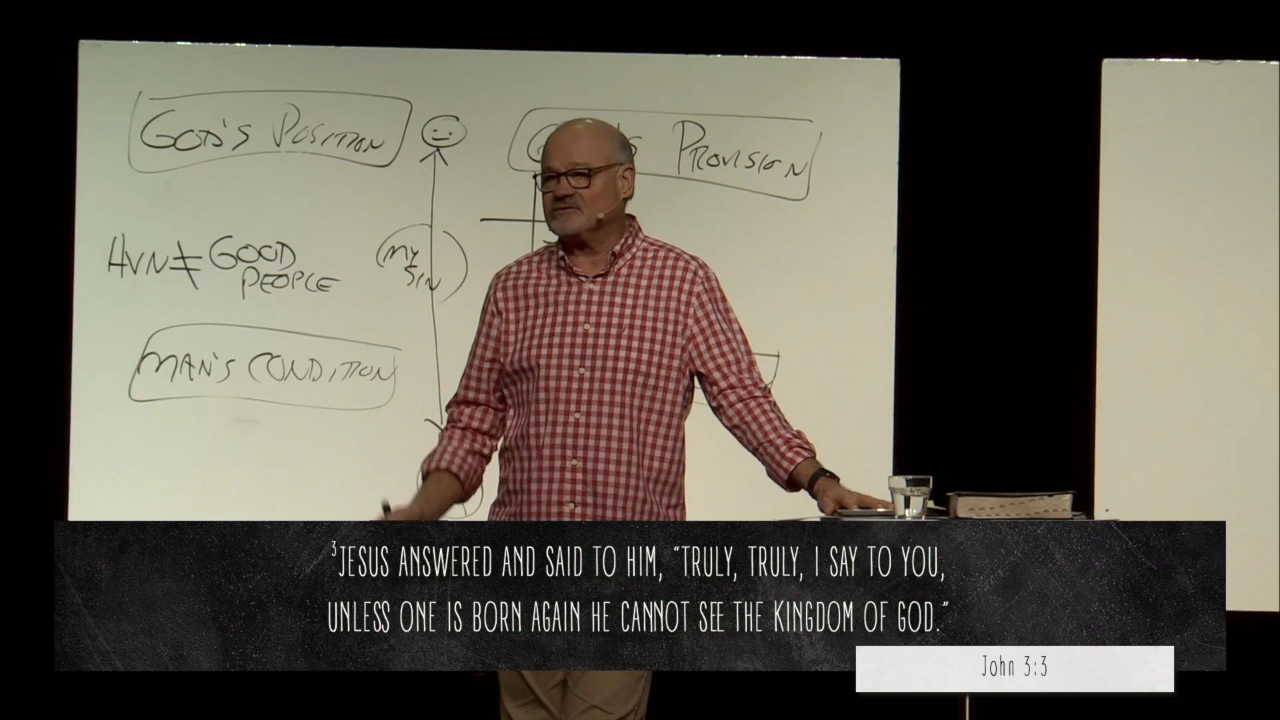 GOD'S POSITION
'S PROVISION
HVN ≠ GOOD
PEOPLE
(MY
SIN)
MAN'S CONDITION
³JESUS ANSWERED AND SAID TO HIM, “TRULY, TRULY, I SAY TO YOU,
UNLESS ONE IS BORN AGAIN HE CANNOT SEE THE KINGDOM OF GOD.”
John 3:3